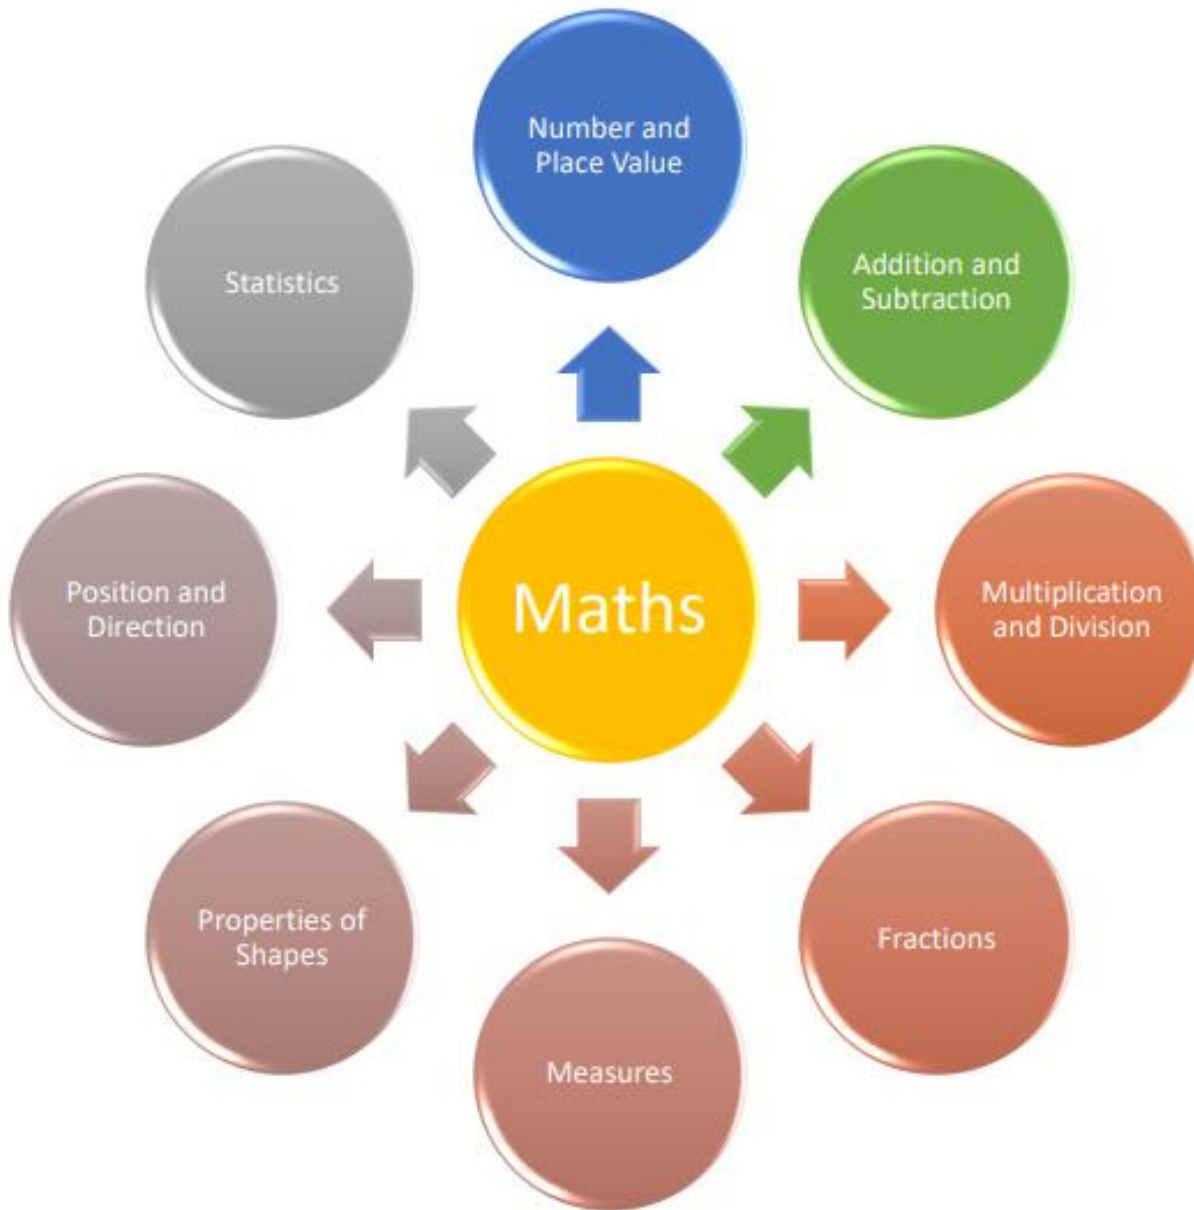 Number and
Place Value
Addition and
Subtraction
Multiplication
and Division
Fractions
Measures
Properties of
Shapes
Position and
Direction
Statistics
Maths